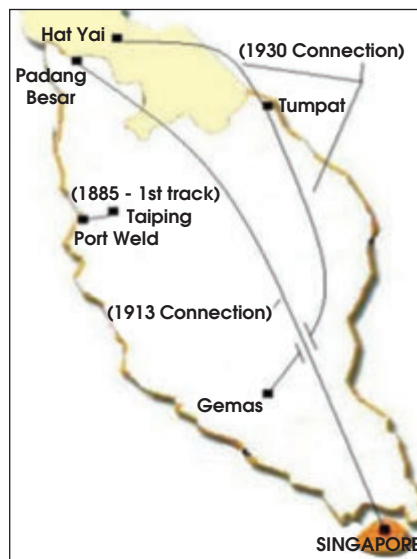 Hat Yai
(1930 Connection)
Padang
Besar
Tumpat
(1885 - 1st track)
Taiping
Port Weld
(1913 Connection)
Gemas
SINGAPORE